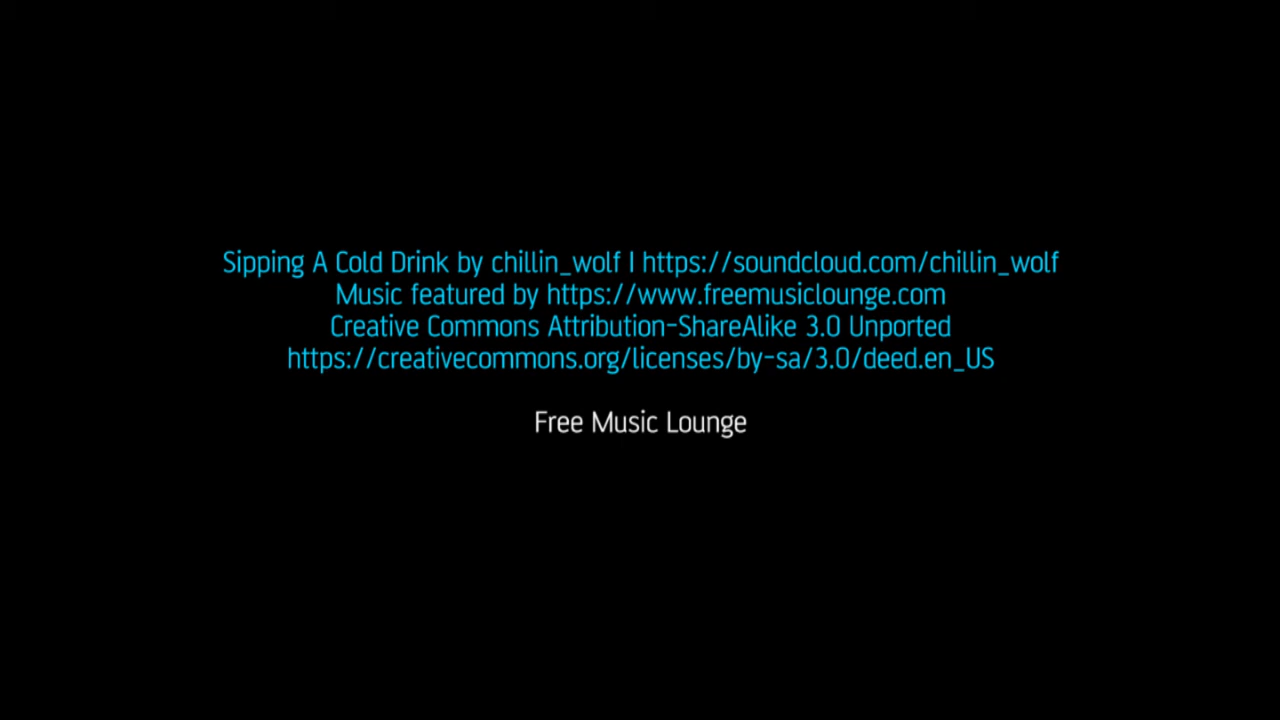 Sipping A Cold Drink by chillin_wolf | https://soundcloud.com/chillin_wolf
Music featured by https://www.freemusiclounge.com
Creative Commons Attribution-ShareAlike 3.0 Unported
https://creativecommons.org/licenses/by-sa/3.0/deed.en_US
Free Music Lounge